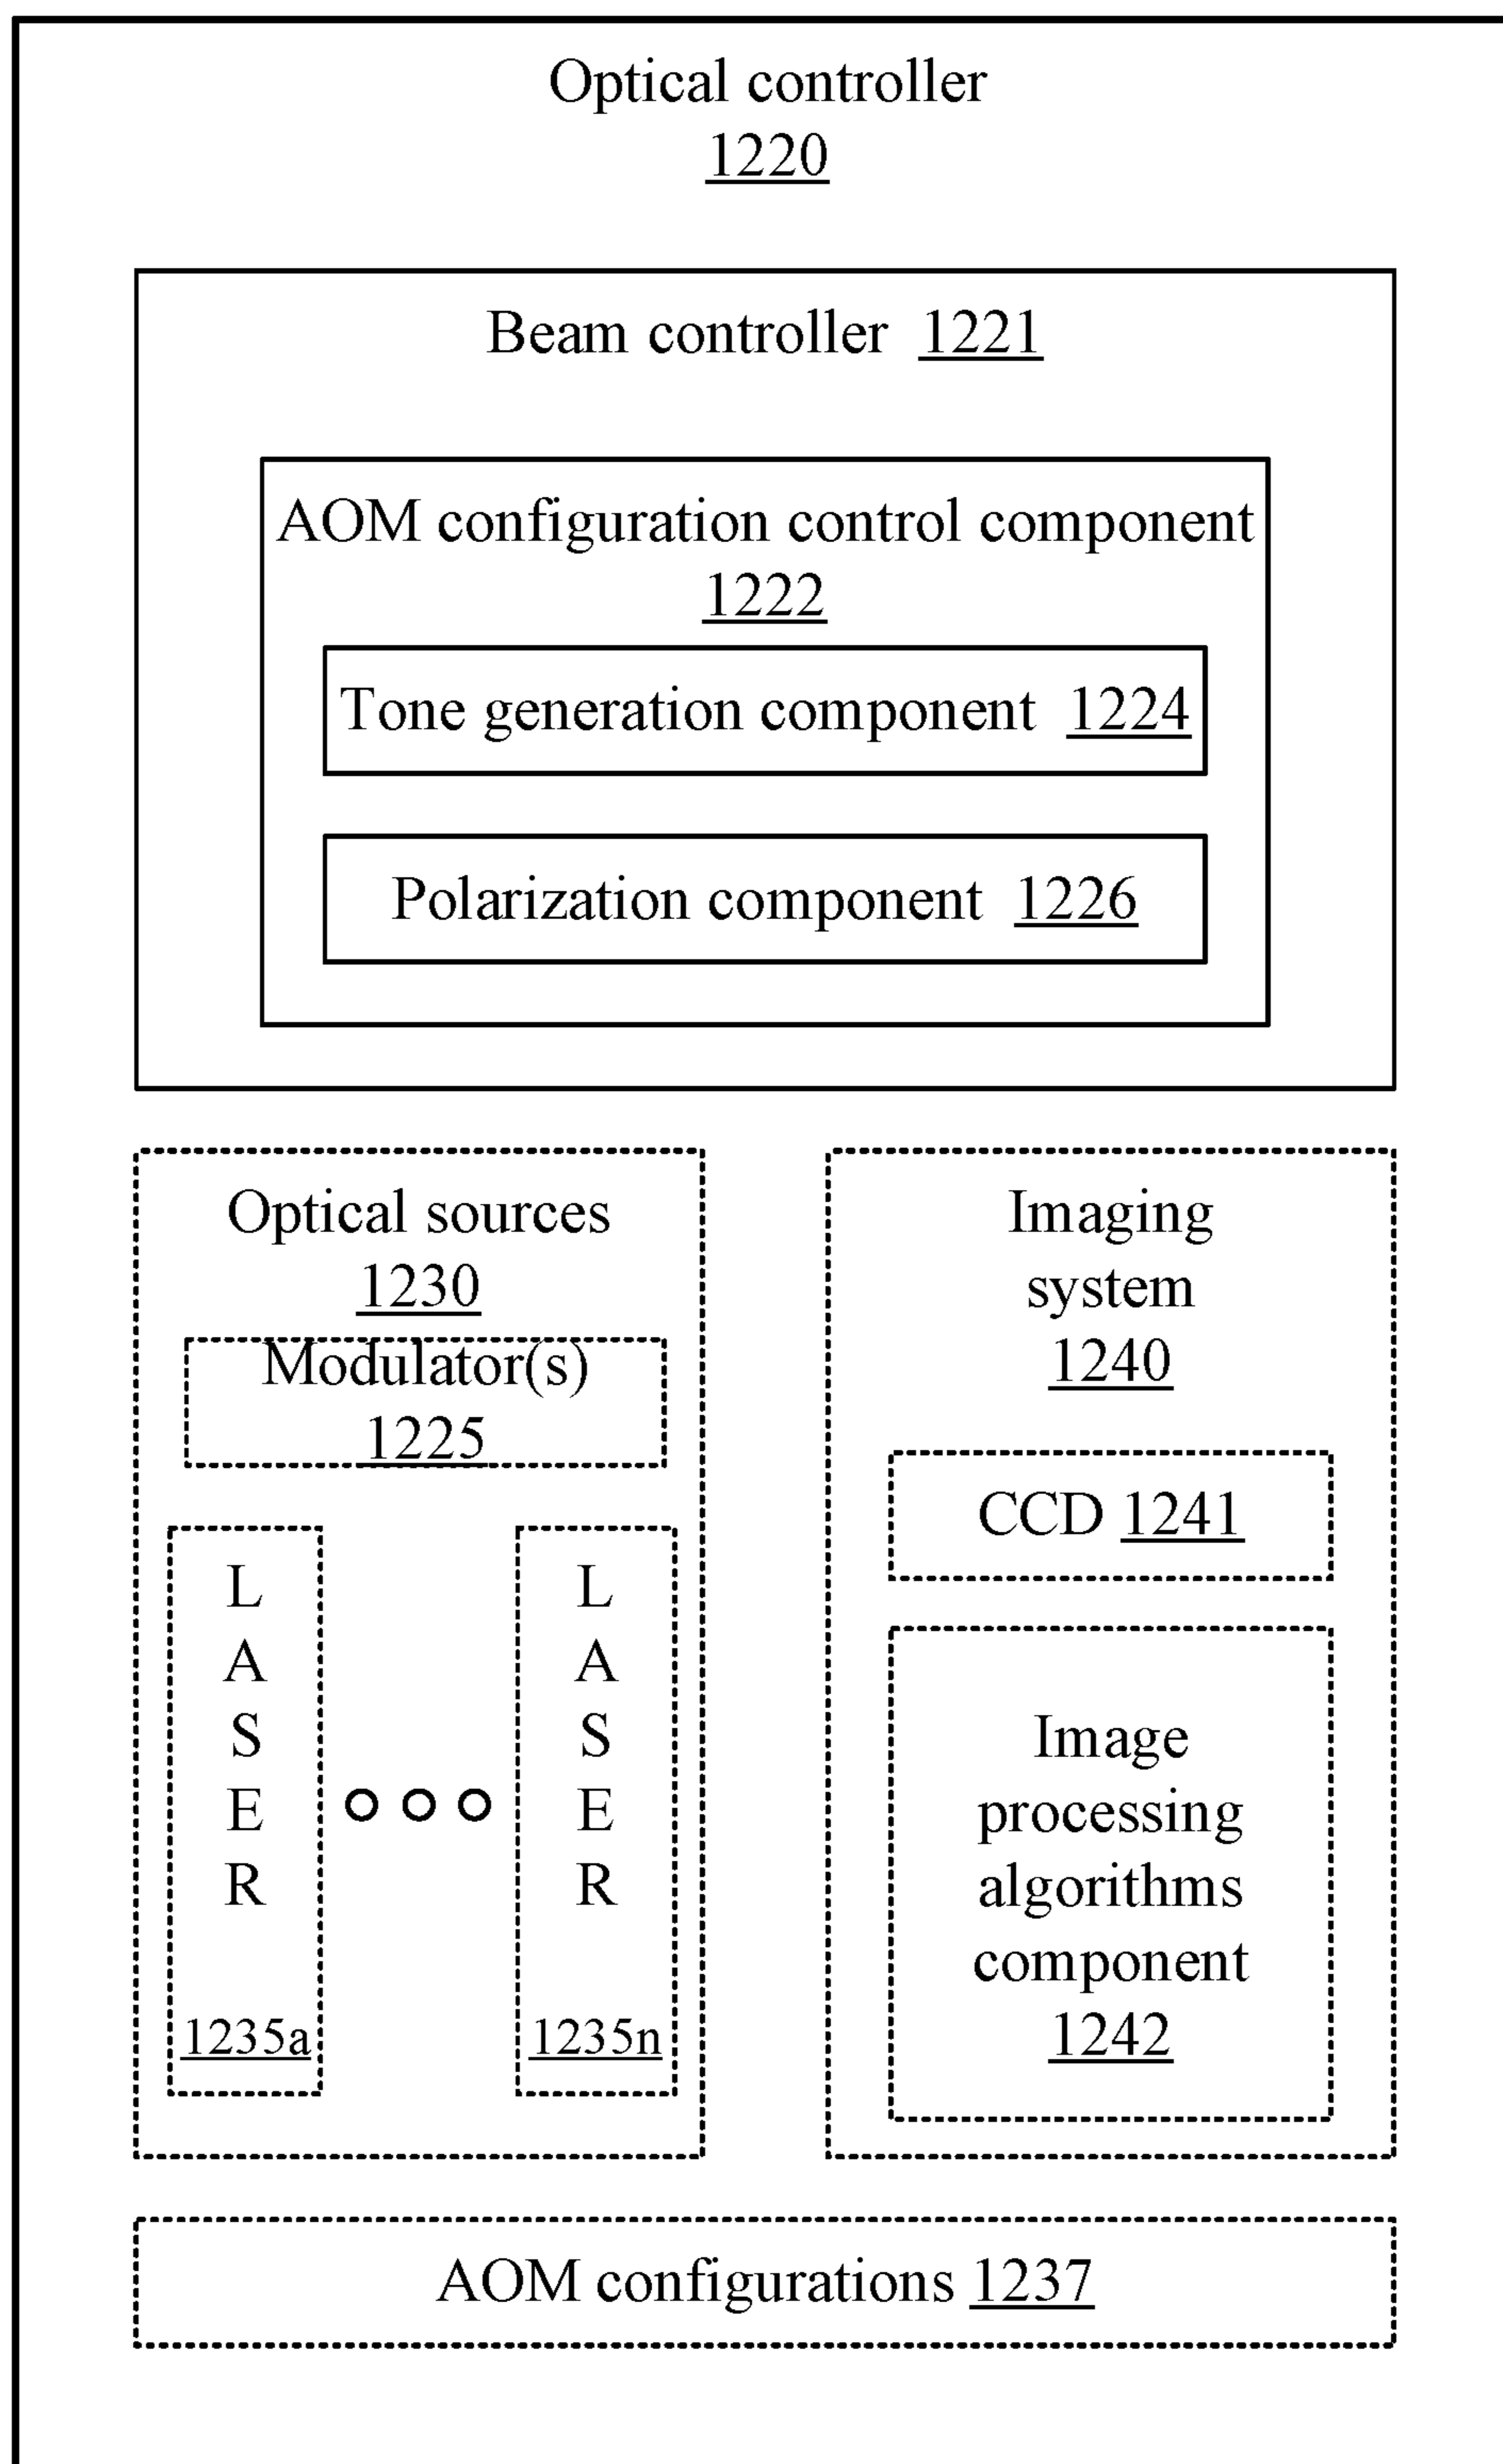 Optical controller
1220
Beam controller 1221
AOM configuration control component
1222
Tone generation component 1224
Polarization component 1226
Optical sources
1230
Modulator(s)
1225
L
A
S
E
R
1235a
L
A
S
E
R
1235n
Imaging
system
1240
CCD 1241
Image
processing
algorithms
component
1242
AOM configurations 1237